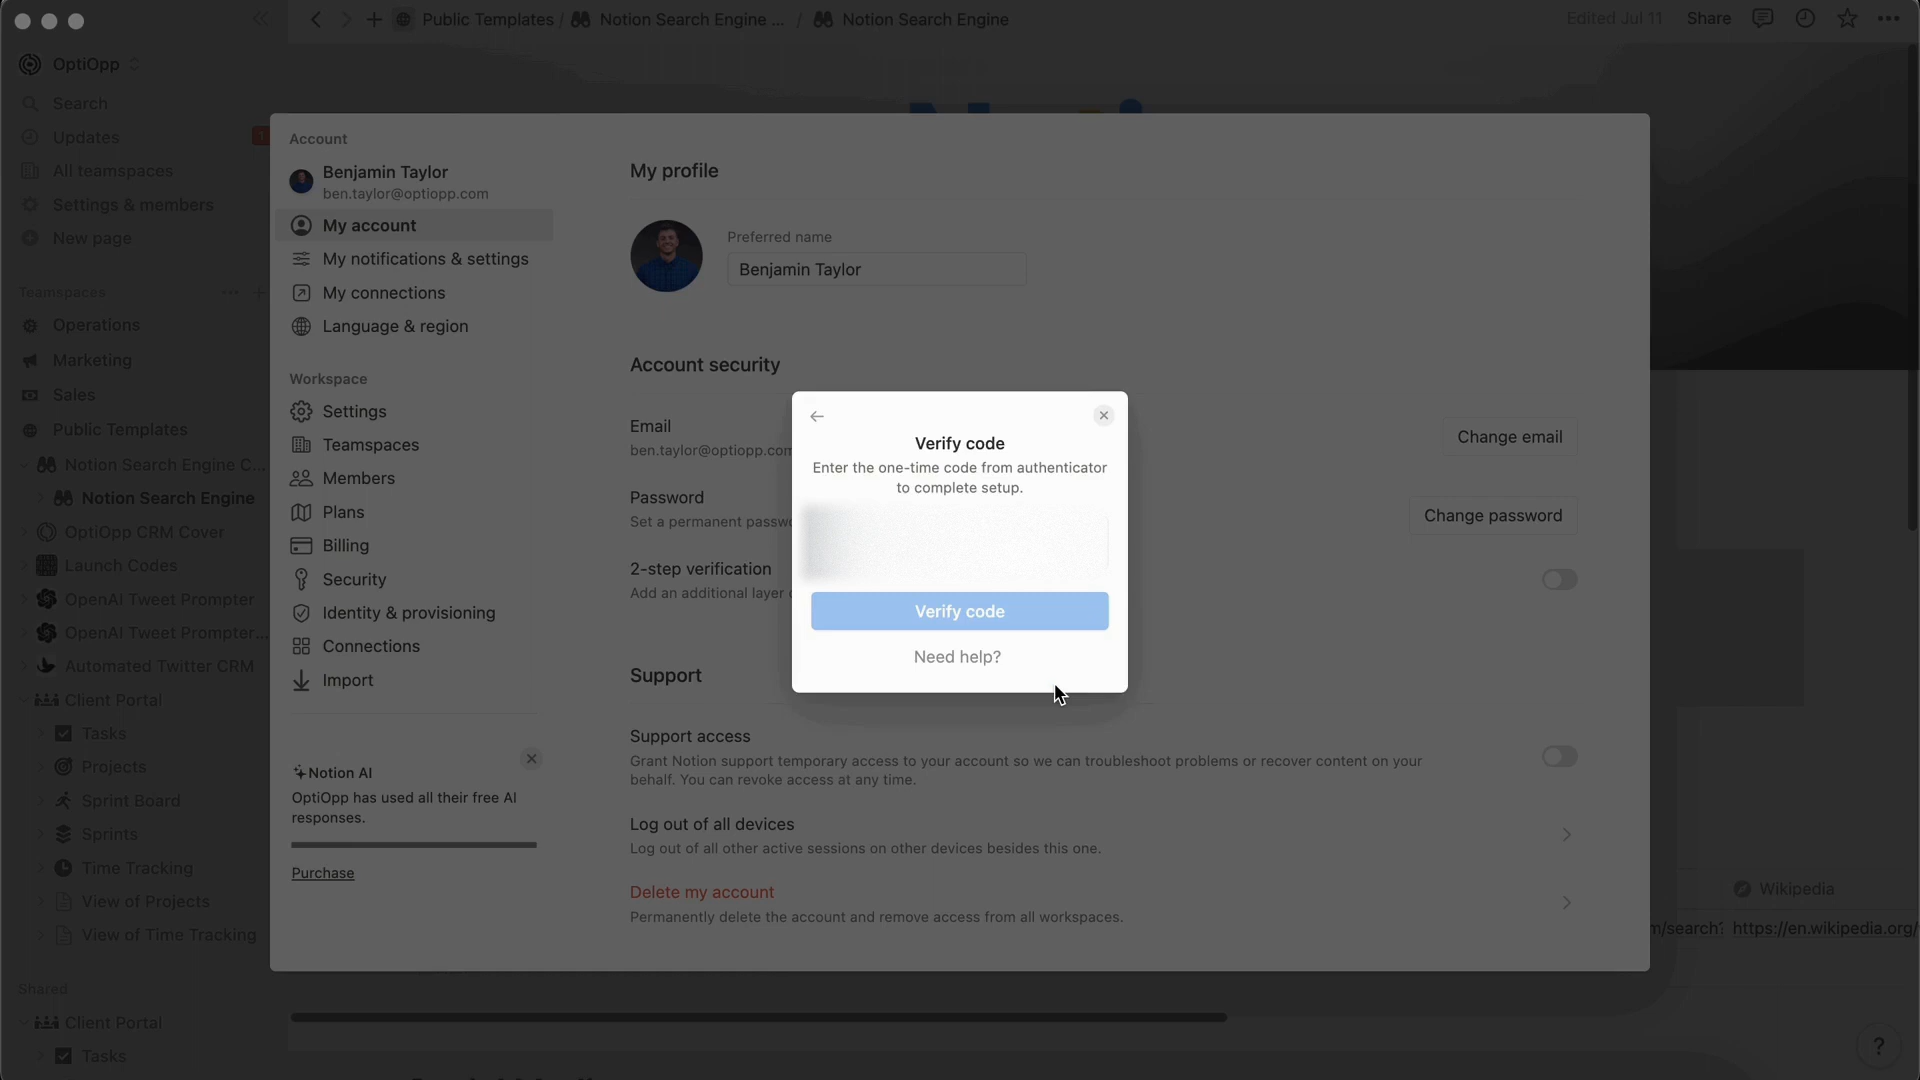 Public Templates / Notion Search Engine ... / Notion Search Engine
Edited Jul 11 Share
OptiOpp
Search
Updates 1
All teamspaces
Settings & members
New page
Teamspaces
Operations
Marketing
Sales
Public Templates
Notion Search Engine C...
Notion Search Engine
OptiOpp CRM Cover
Launch Codes
OpenAI Tweet Prompter
OpenAI Tweet Prompter...
Automated Twitter CRM
Client Portal
Tasks
Projects
Sprint Board
Sprints
Time Tracking
View of Projects
View of Time Tracking
Shared
Client Portal
Tasks
Account
Benjamin Taylor
ben.taylor@optiopp.com
My account
My notifications & settings
My connections
Language & region
Workspace
Settings
Teamspaces
Members
Plans
Billing
Security
Identity & provisioning
Connections
Import
Notion AI
OptiOpp has used all their free AI
responses.
Purchase
My profile
Preferred name
Benjamin Taylor
Account security
Email
ben.taylor@optiopp.com
Change email
Password
Set a permanent
Change password
2-step verification
Add an additional layer
Verify code
Enter the one-time code from authenticator
to complete setup.
Verify code
Need help?
Support
Support access
Grant Notion support temporary access to your account so we can troubleshoot problems or recover content on your
behalf. You can revoke access at any time.
Log out of all devices
Log out of all other active sessions on other devices besides this one.
Delete my account
Permanently delete the account and remove access from all workspaces.
Wikipedia
https://en.wikipedia.org/
?